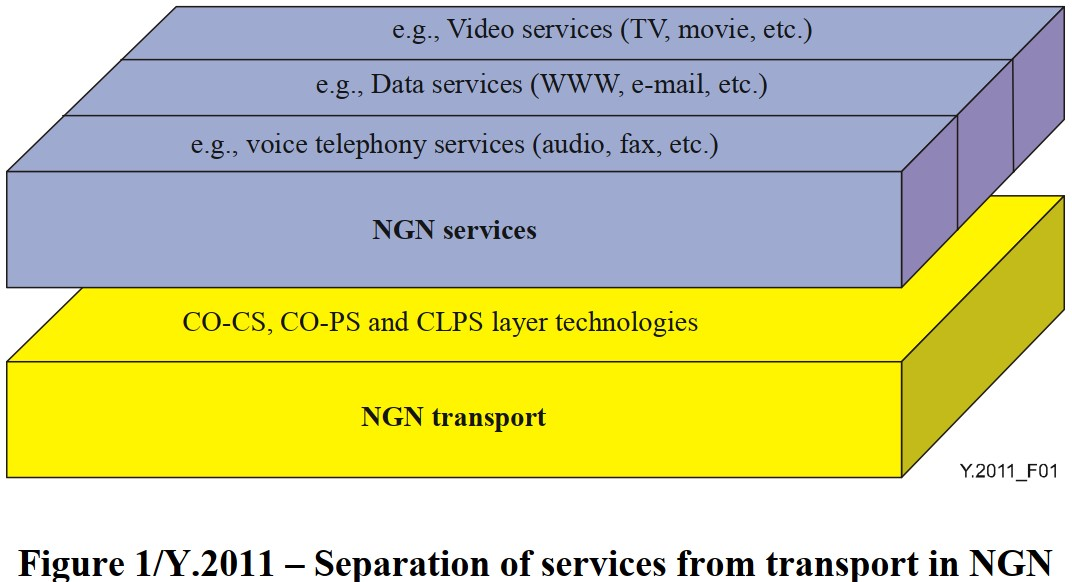 e.g., Video services (TV, movie, etc.)
e.g., Data services (WWW, e-mail, etc.)
e.g., voice telephony services (audio, fax, etc.)
NGN services
CO-CS, CO-PS and CLPS layer technologies
NGN transport
Y.2011_F01
Figure 1/Y.2011 – Separation of services from transport in NGN